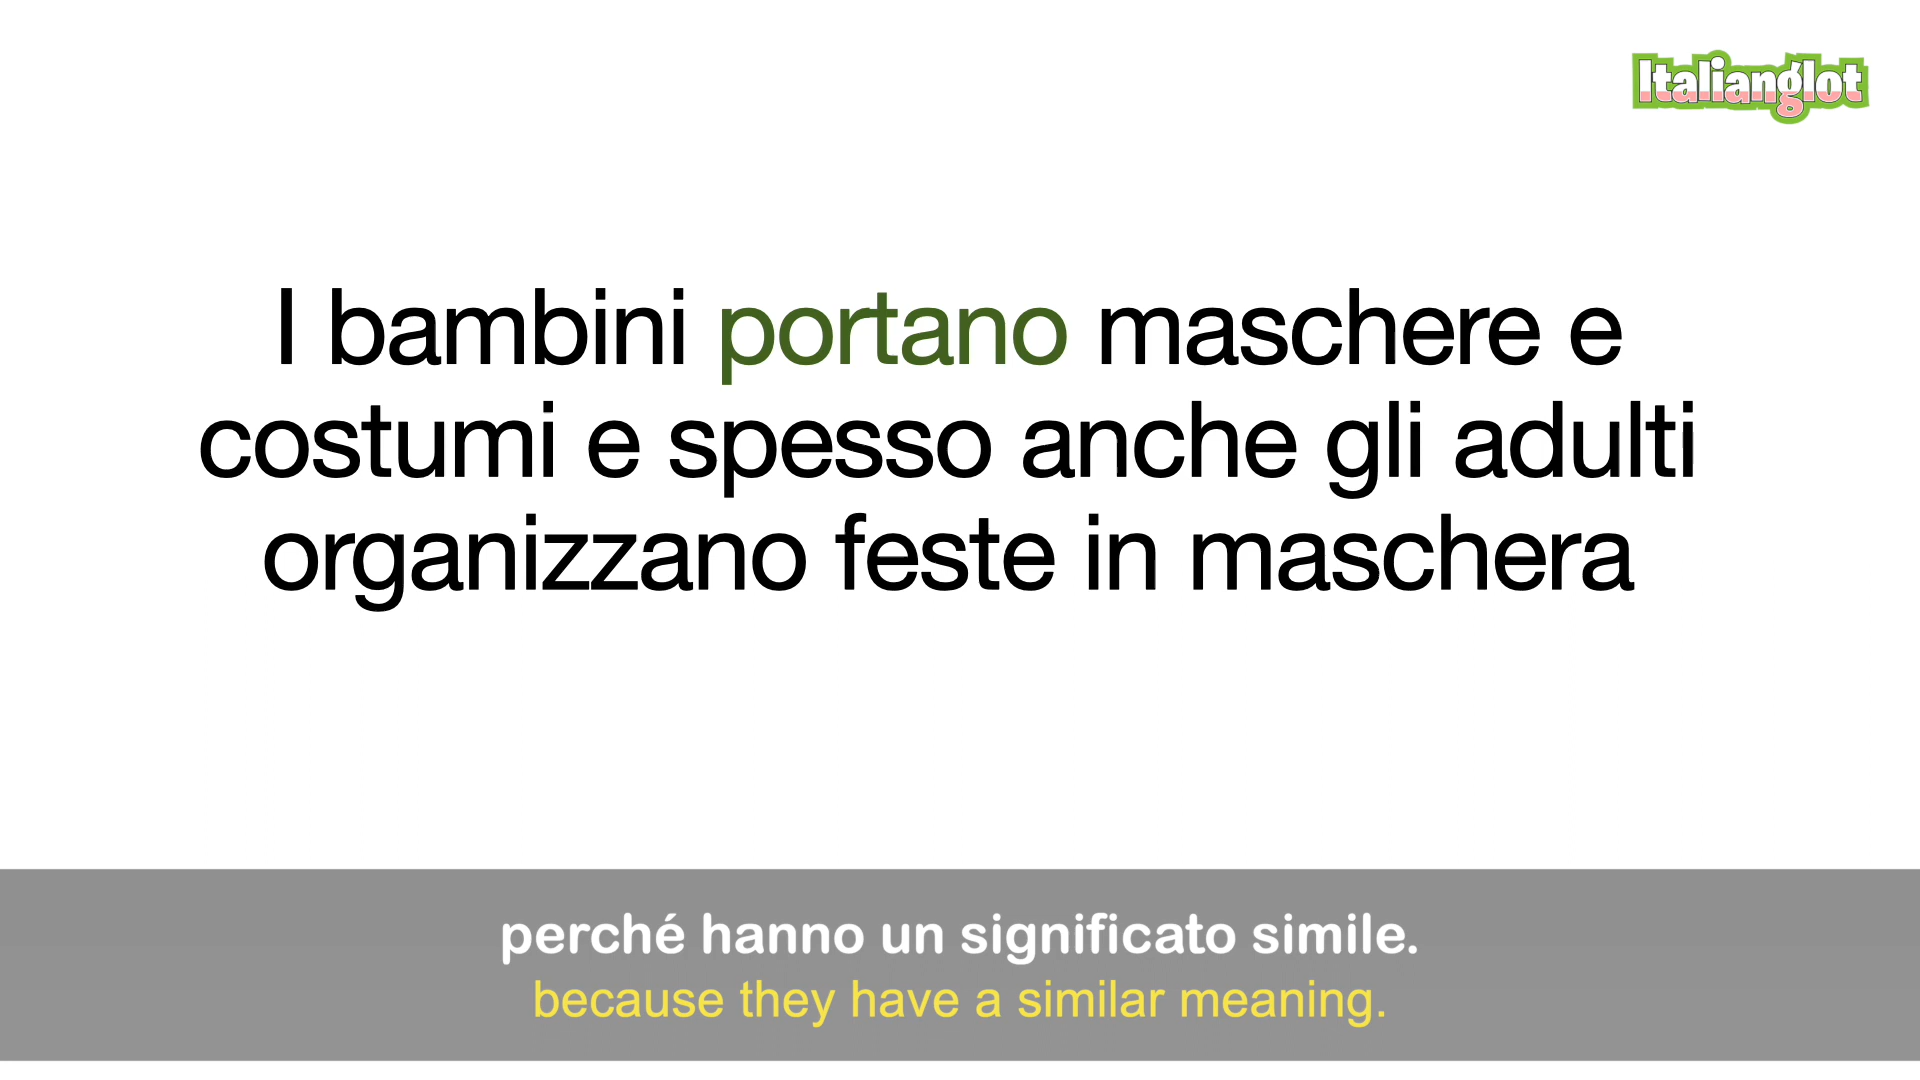 Italianglot
I bambini portano maschere e
costumi e spesso anche gli adulti
organizzano feste in maschera
perché hanno un significato simile.
because they have a similar meaning.